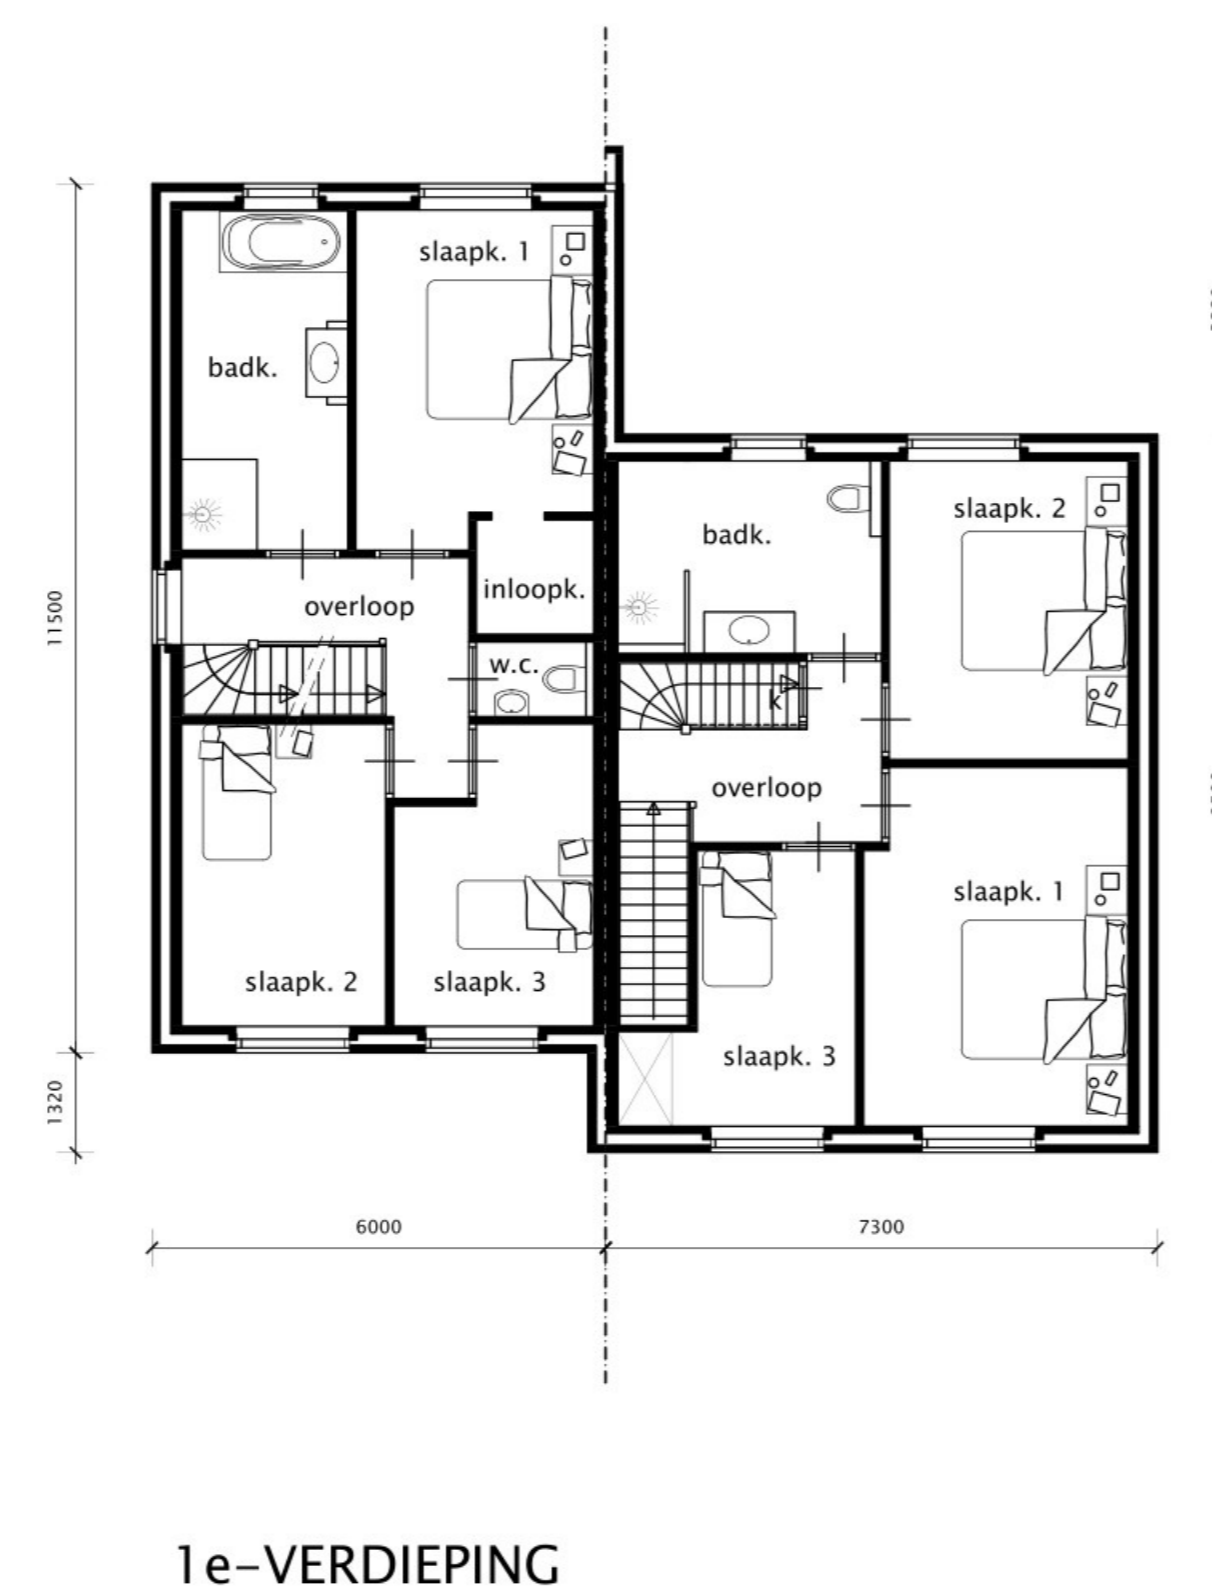 slaapk. 1
badk.
slaapk. 2
badk.
inloopk.
overloop
w.c.
k
overloop
slaapk. 1
slaapk. 2
slaapk. 3
slaapk. 3
11500
1320
6000
7300
1e-VERDIEPING